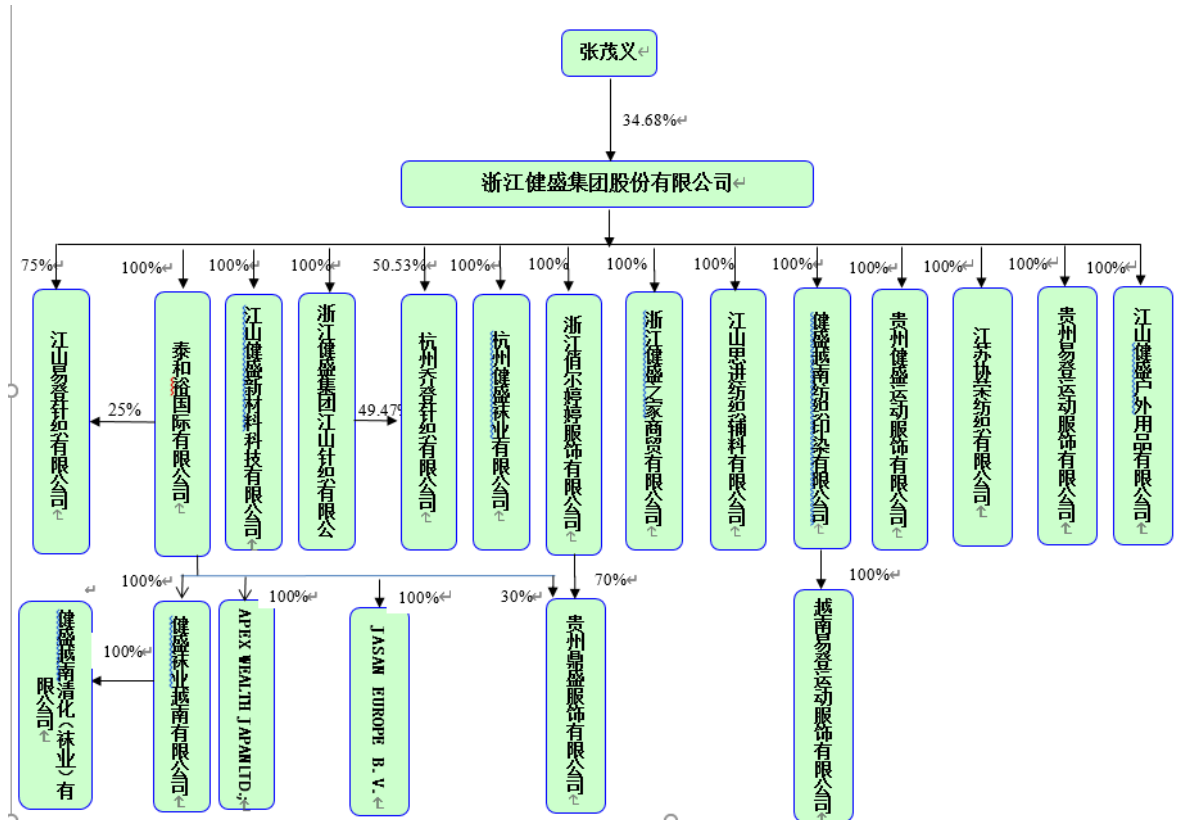 张茂义
34.68%
浙江健盛集团股份有限公司
75%
100%
100%
100%
50.53%
100%
100%
100%
100%
100%
100%
100%
100%
100%
江山易登针织有限公司
泰和裕国际有限公司
江山健盛新材料科技有限公司
浙江健盛集团江山针织有限公
杭州乔登针织有限公司
杭州健盛袜业有限公司
浙江俏尔婷婷服饰有限公司
浙江健盛之家商贸有限公司
江山思进纺织辅料有限公司
健盛越南纺织印染有限公司
贵州健盛运动服饰有限公司
江苏协荣纺织有限公司
贵州易登运动服饰有限公司
江山健盛户外用品有限公司
25%
49.47%
100%
100%
100%
30%
70%
100%
100%
健盛越南清化（袜业）有
限公司
健盛袜业越南有限公司
APEX WEALTH JAPANLTD.;
JASAN EUROPE B.V.
贵州鼎盛服饰有限公司
越南易登运动服饰有限公司